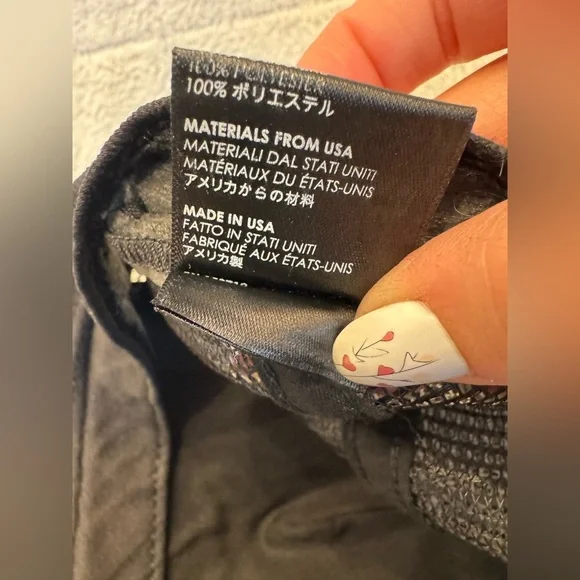 100% POLYESTER
100% ポリエステル
MATERIALS FROM USA
MATERIALI DAL STATI UNITI
MATÉRIAUX DU ÉTATS-UNIS
アメリカからの材料
MADE IN USA
FATTO IN STATI UNITI
FABRIQUÉ AUX ÉTATS-UNIS
アメリカ製